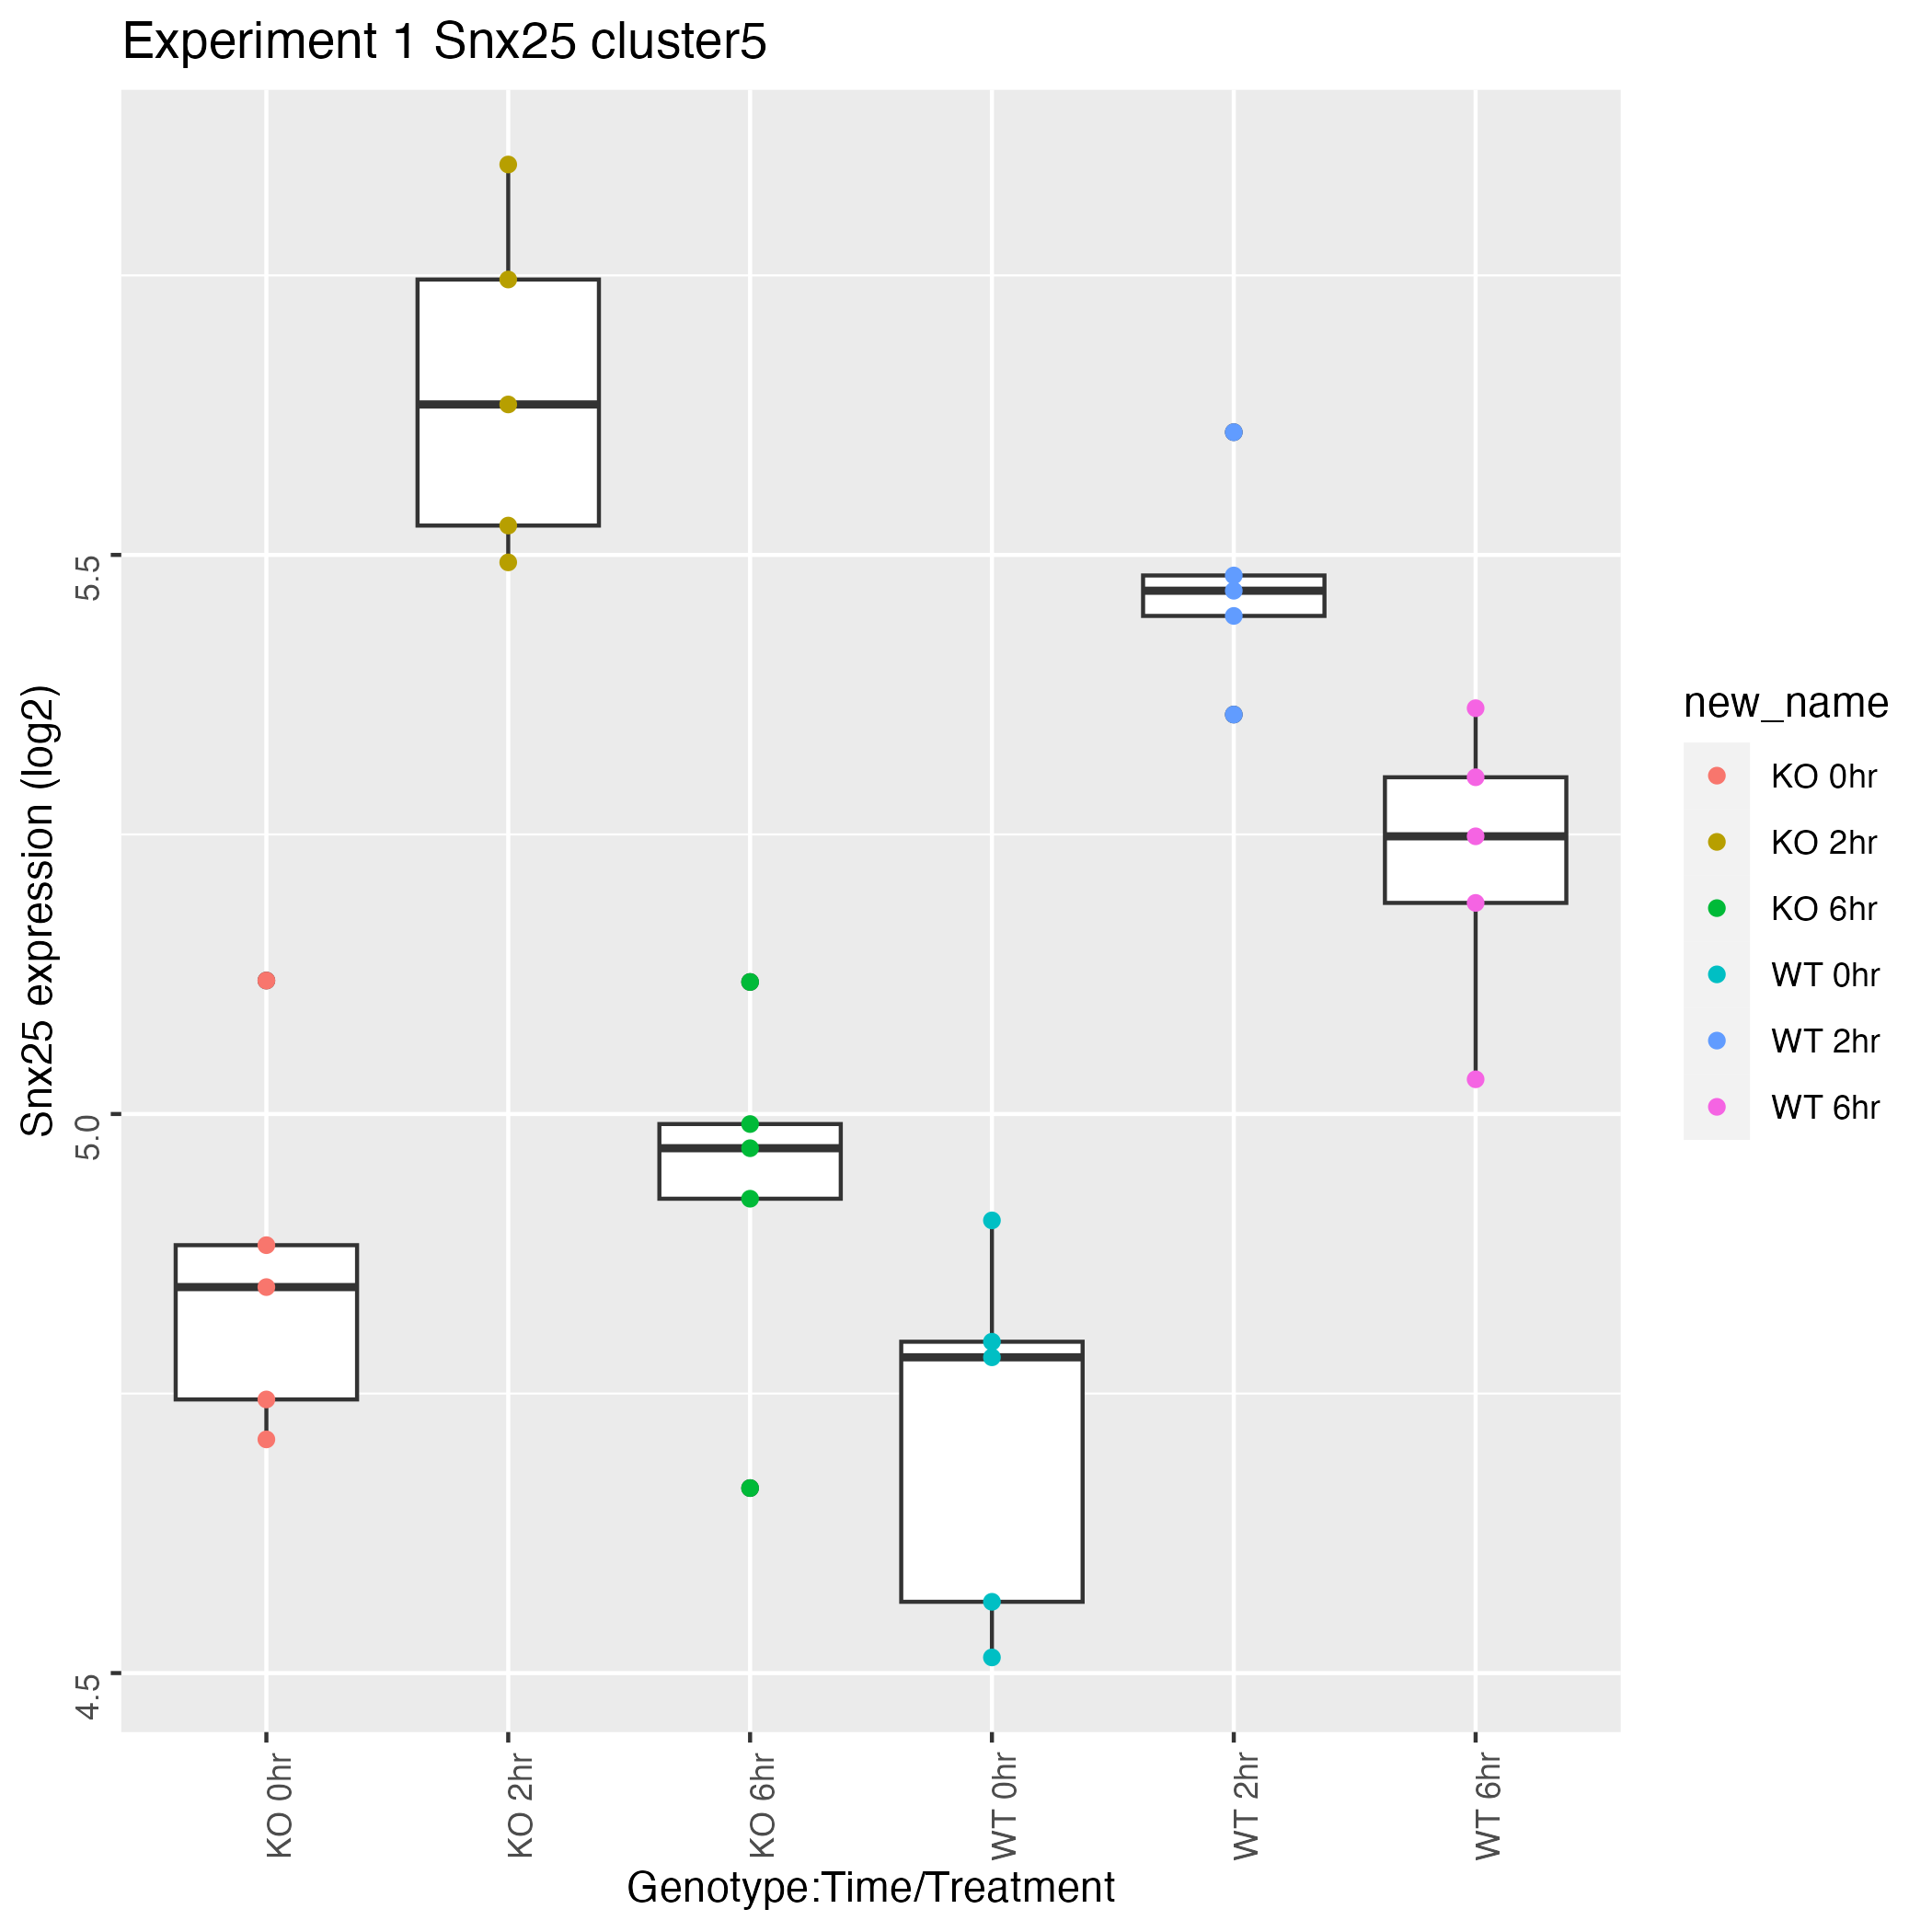 Experiment 1 Snx25 cluster5
Snx25 expression (log2)
5.5
5.0
4.5
KO 0hr
KO 2hr
KO 6hr
WT 0hr
WT 2hr
WT 6hr
Genotype:Time/Treatment
new_name
KO 0hr
KO 2hr
KO 6hr
WT 0hr
WT 2hr
WT 6hr